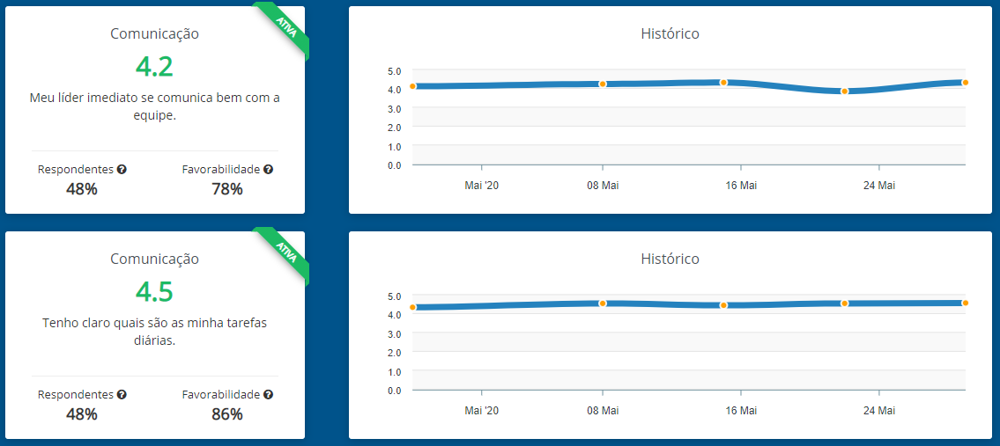 Comunicação
ATIVA
4.2
Meu líder imediato se comunica bem com a
equipe.
Respondentes
Favorabilidade
48%
78%
Histórico
5.0
4.0
3.0
2.0
1.0
0.0
Mai '20
08 Mai
16 Mai
24 Mai
Comunicação
ATIVA
4.5
Tenho claro quais são as minha tarefas
diárias.
Respondentes
Favorabilidade
48%
86%
Histórico
5.0
4.0
3.0
2.0
1.0
0.0
Mai '20
08 Mai
16 Mai
24 Mai